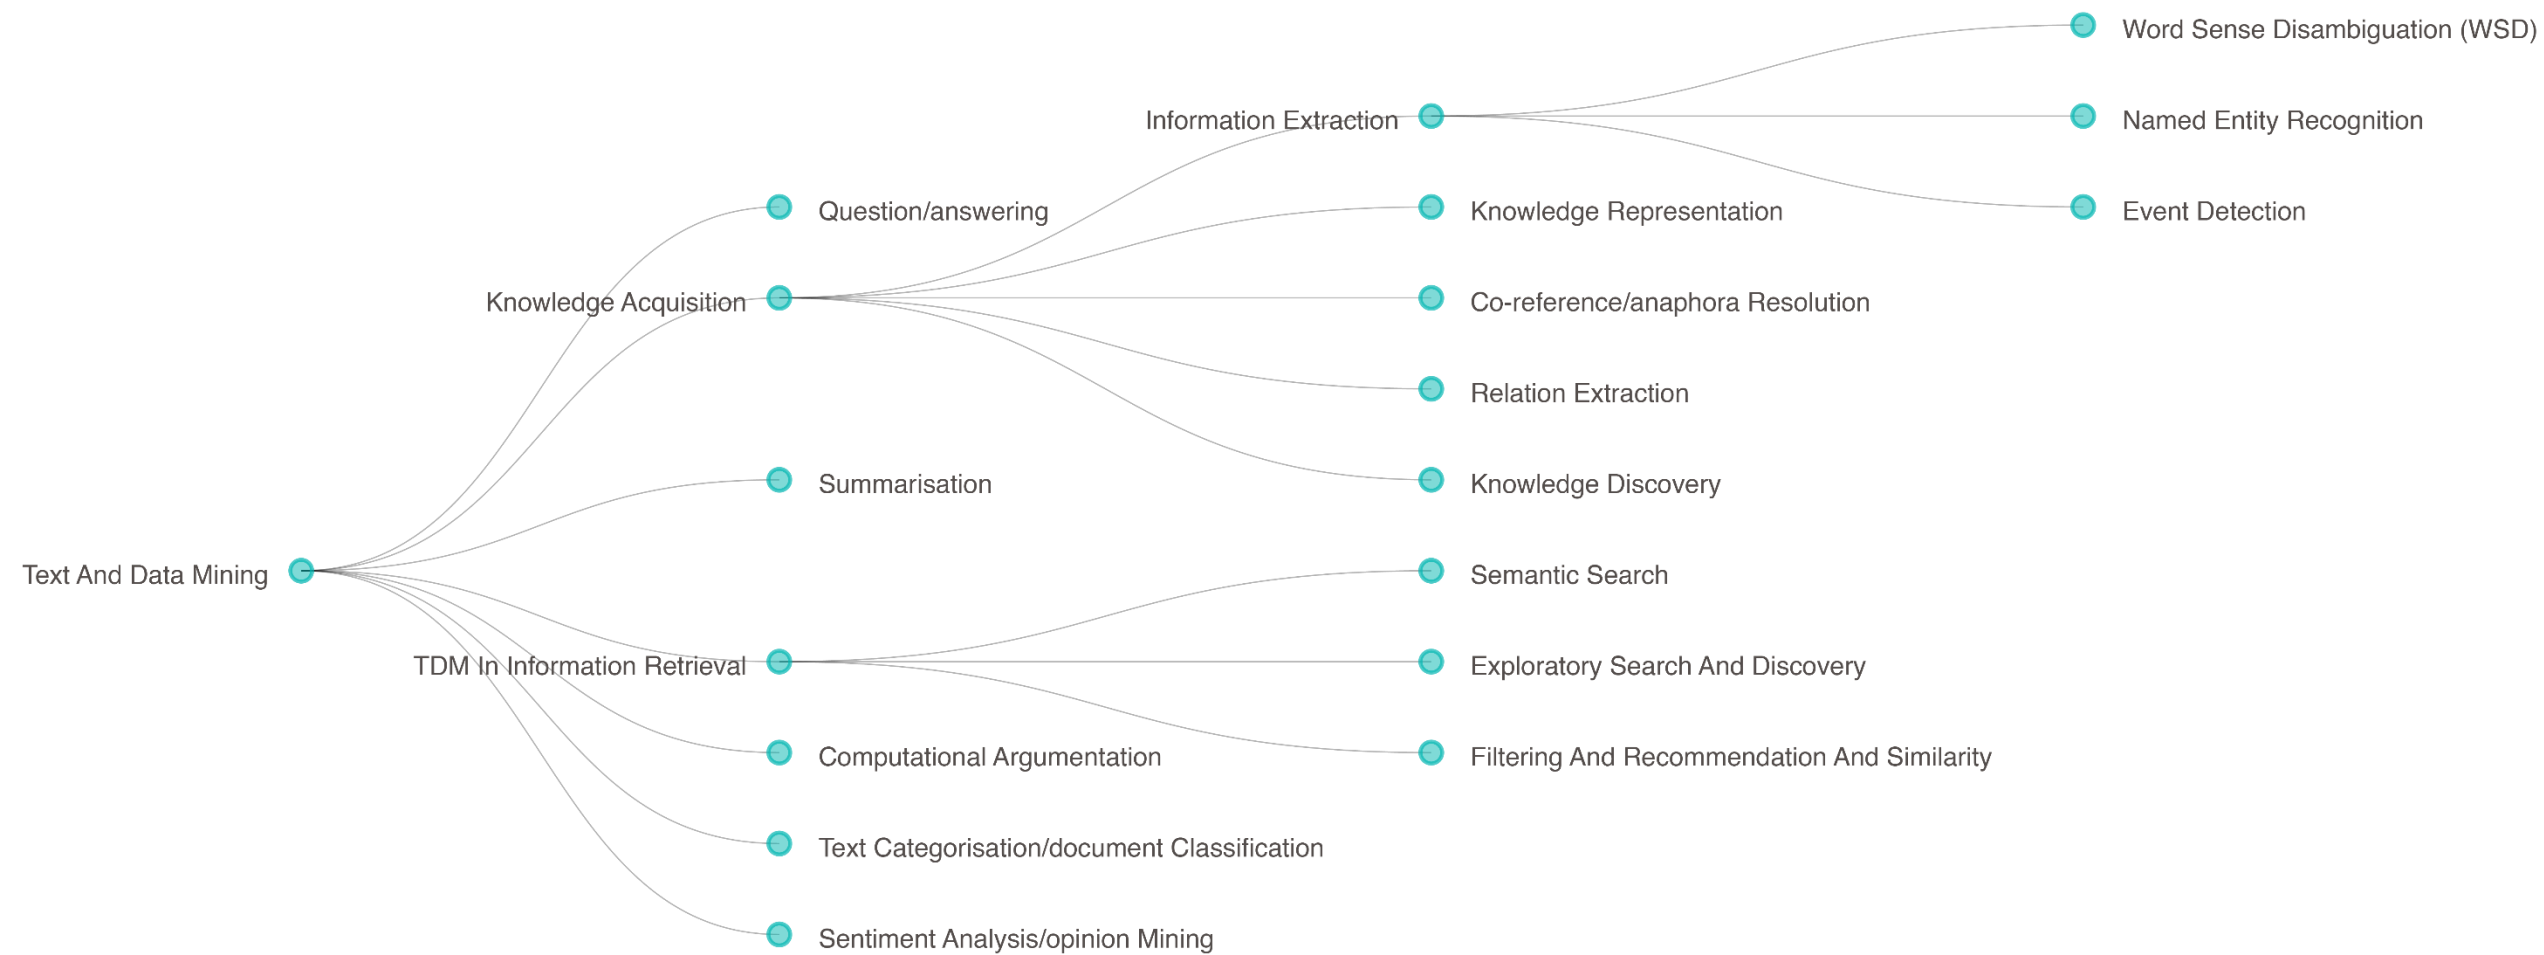 Word Sense Disambiguation (WSD)
Information Extraction
Named Entity Recognition
Question/answering
Knowledge Representation
Event Detection
Knowledge Acquisition
Co-reference/anaphora Resolution
Relation Extraction
Summarisation
Knowledge Discovery
Text And Data Mining
Semantic Search
TDM In Information Retrieval
Exploratory Search And Discovery
Computational Argumentation
Filtering And Recommendation And Similarity
Text Categorisation/document Classification
Sentiment Analysis/opinion Mining